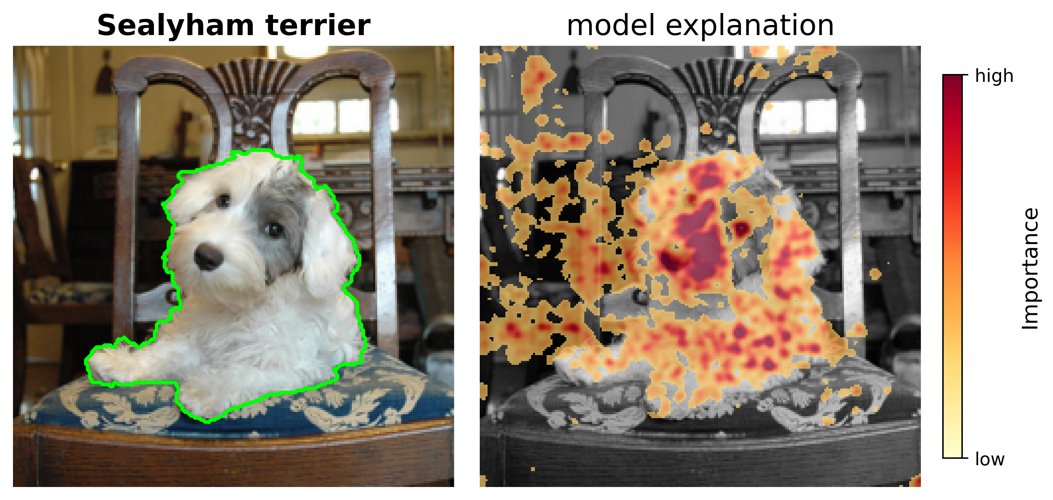 Sealyham terrier
model explanation
high
Importance
low